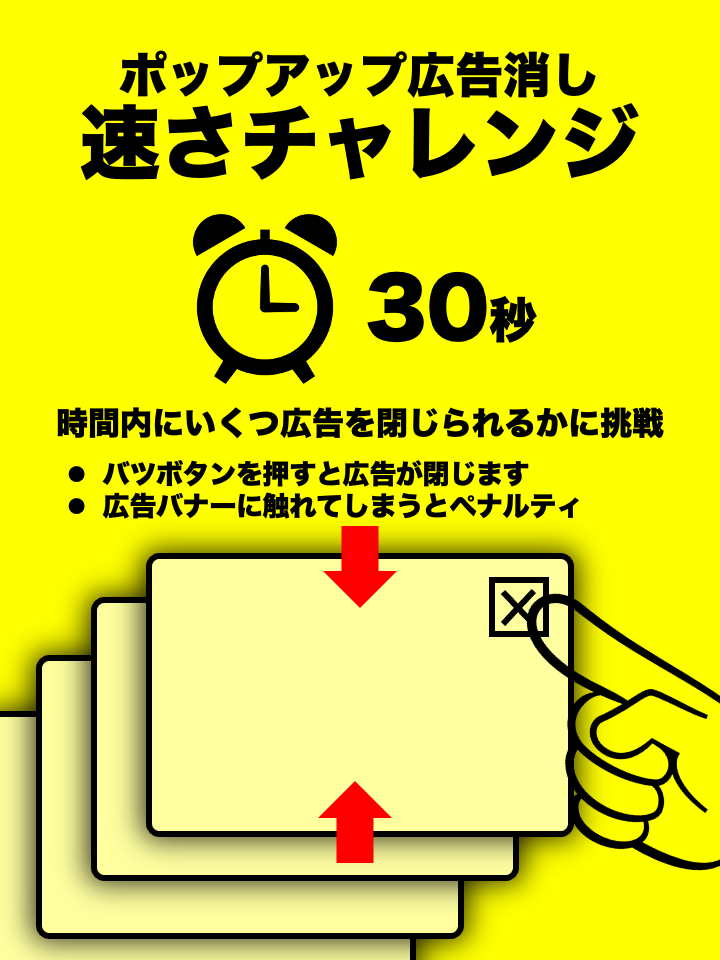 ポップアップ広告消し
速さチャレンジ
30秒
時間内にいくつ広告を閉じられるかに挑戦
● バツボタンを押すと広告が閉じます
● 広告バナーに触れてしまうとペナルティ